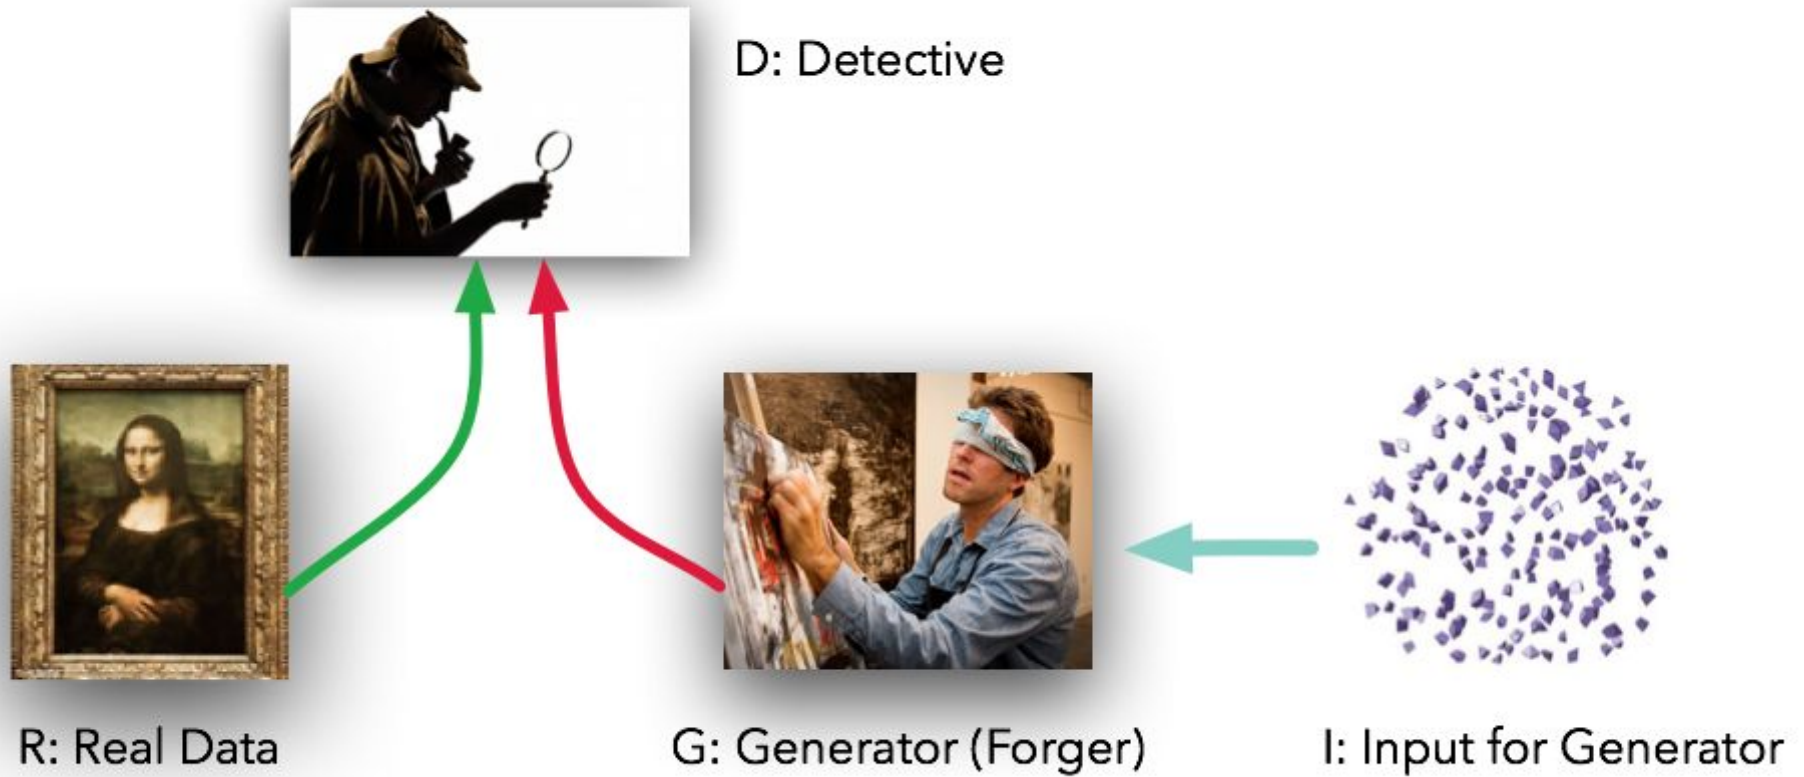 D: Detective
R: Real Data
G: Generator (Forger)
I: Input for Generator